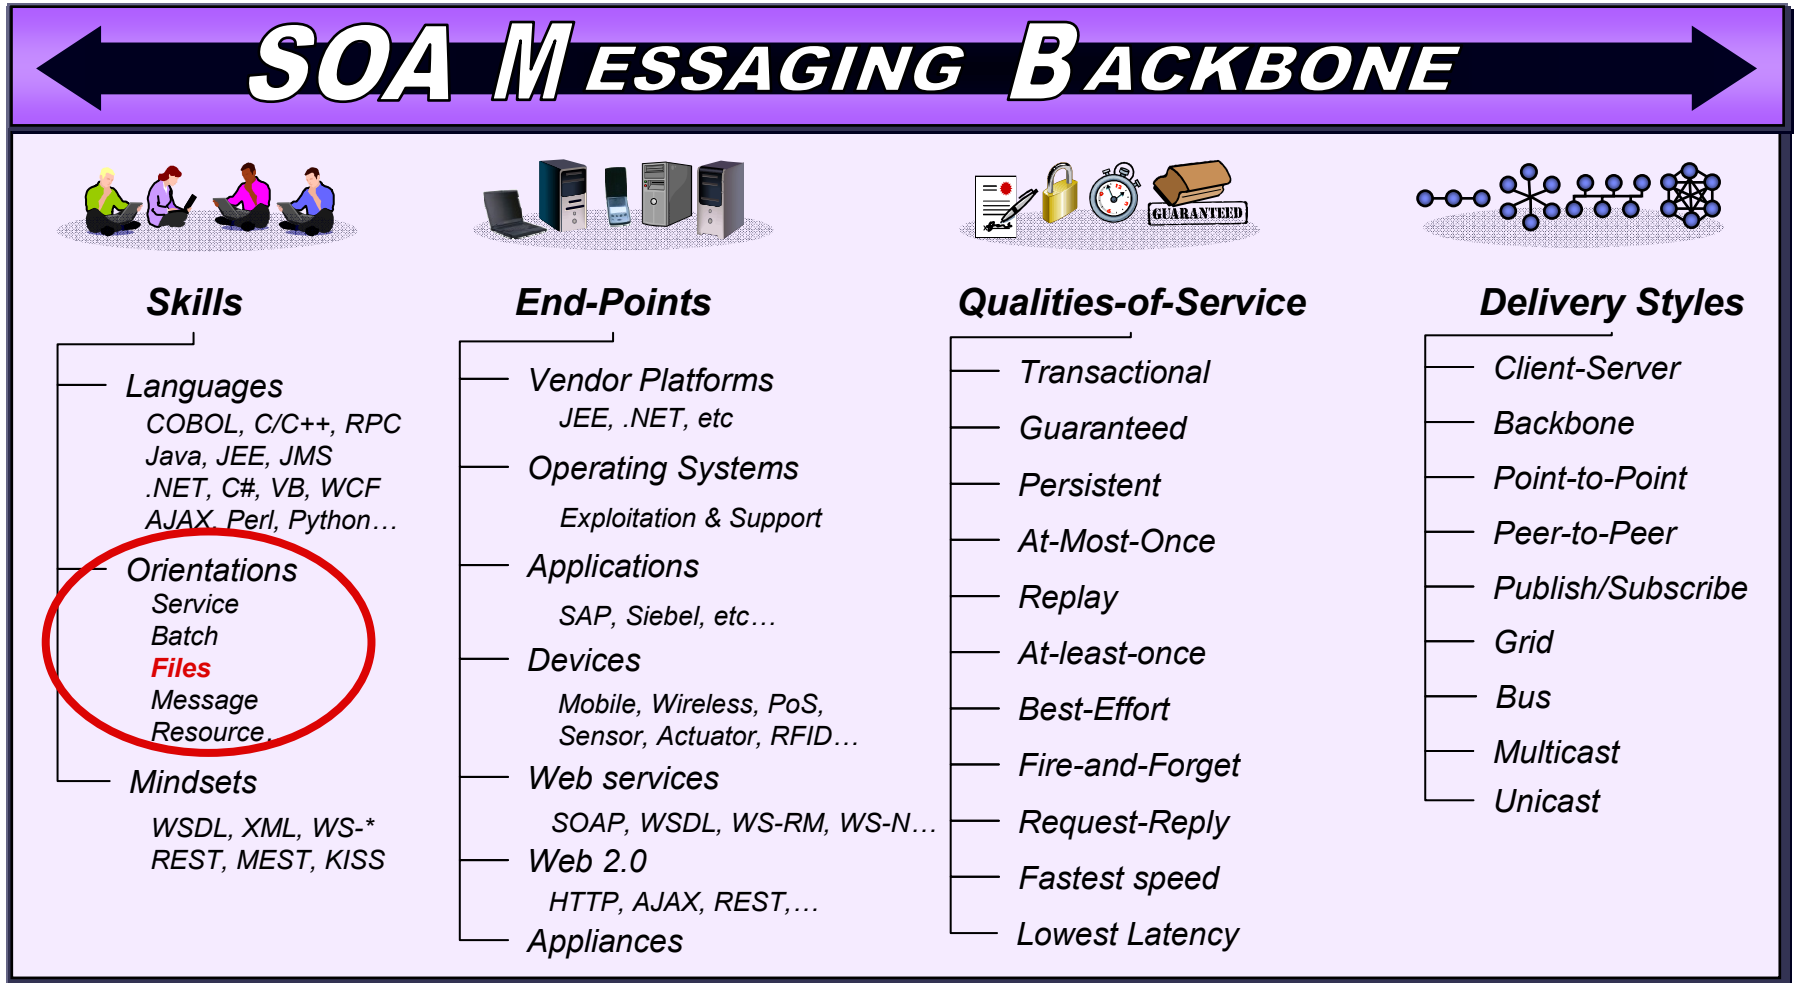 SOA MESSAGING BACKBONE
GUARANTEED
Skills
Languages
COBOL, C/C++, RPC
Java, JEE, JMS
.NET, C#, VB, WCF
AJAX, Perl, Python…
Orientations
Service
Batch
Files
Message
Resource.
Mindsets
WSDL, XML, WS-*
REST, MEST, KISS
End-Points
Vendor Platforms
JEE, .NET, etc
Operating Systems
Exploitation & Support
Applications
SAP, Siebel, etc…
Devices
Mobile, Wireless, PoS,
Sensor, Actuator, RFID…
Web services
SOAP, WSDL, WS-RM, WS-N…
Web 2.0
HTTP, AJAX, REST,…
Appliances
Qualities-of-Service
Transactional
Guaranteed
Persistent
At-Most-Once
Replay
At-least-once
Best-Effort
Fire-and-Forget
Request-Reply
Fastest speed
Lowest Latency
Delivery Styles
Client-Server
Backbone
Point-to-Point
Peer-to-Peer
Publish/Subscribe
Grid
Bus
Multicast
Unicast